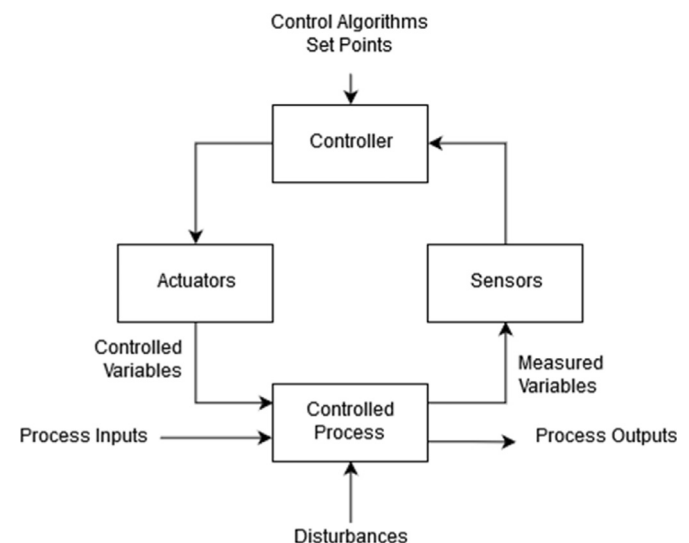 Control Algorithms
Set Points
Controller
Actuators
Sensors
Controlled
Variables
Measured
Variables
Controlled
Process
Process Inputs
Process Outputs
Disturbances